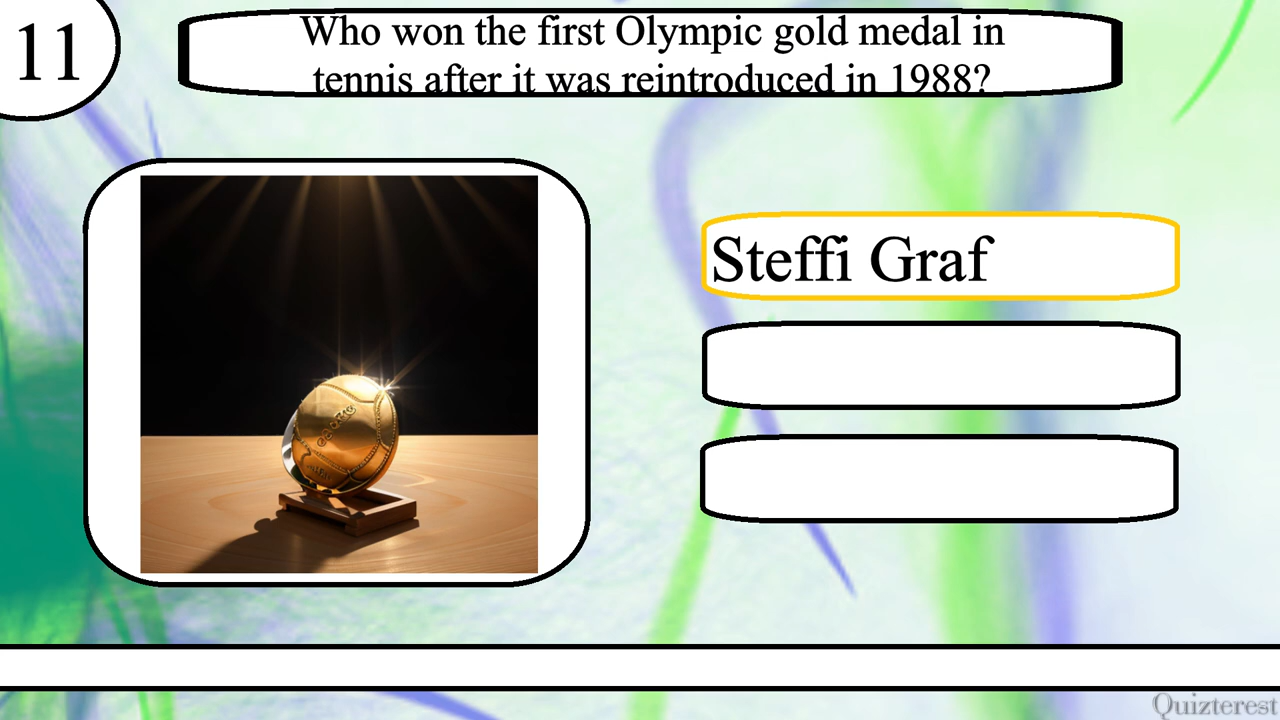 11
Who won the first Olympic gold medal in
tennis after it was reintroduced in 1988?
Steffi Graf
Quizterest